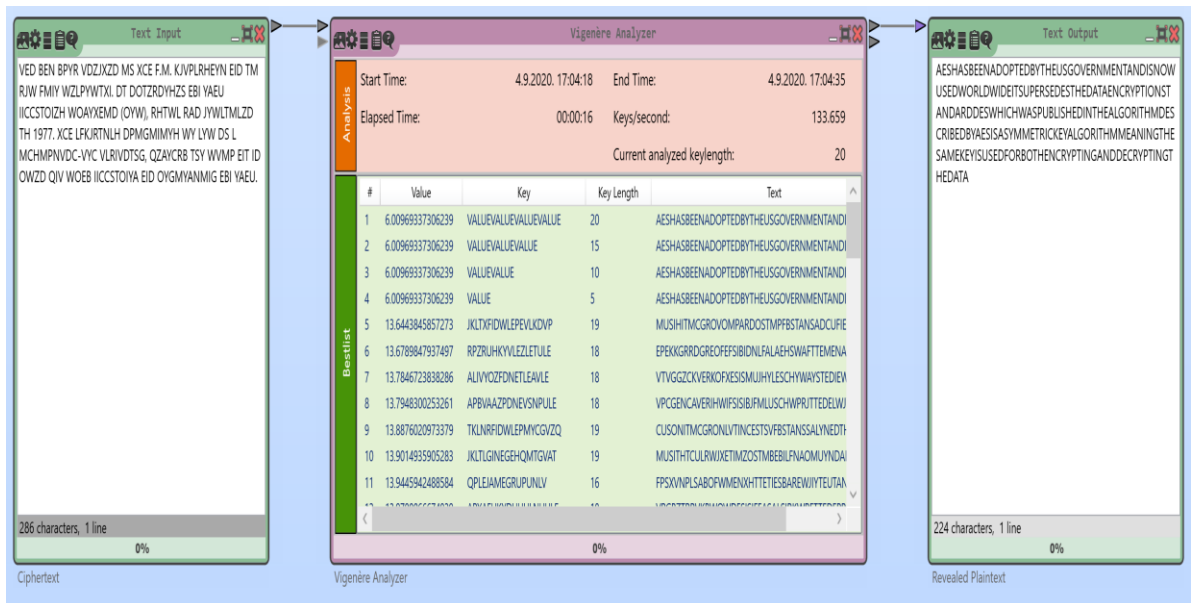 Text Input
VED BEN BPYR VDZJXZD MS XCE F.M. KJVPLRHEYN EID TM
RJW FMIY WZLPYWTXI. DT DOTZRDYHZS EBI YAEU
IICCSTOIZH WOAYXEMD (OYW), RHTWL RAD JYWLTMLZD
TH 1977. XCE LFKJRTNLH DPMGMIMYH WY LYW DS L
MCHMPNVDC-VYC VLRIVDTSG, QZAYCRB TSY WVMP EIT ID
OWZD QIV WOEB IICCSTOIYA EID OYGMYANMIG EBI YAEU.
286 characters, 1 line
0%
Ciphertext
Vigenère Analyzer
Analysis
Start Time: 4.9.2020. 17:04:18 End Time: 4.9.2020. 17:04:35
Elapsed Time: 00:00:16 Keys/second: 133.659
Current analyzed keylength: 20
Bestlist
# Value Key Key Length Text
1 6.00969337306239 VALUEVALUEVALUEVALUE 20 AESHASBEENADOPTEDBYTHEUSGOVERNMENTANDI
2 6.00969337306239 VALUEVALUEVALUE 15 AESHASBEENADOPTEDBYTHEUSGOVERNMENTANDI
3 6.00969337306239 VALUEVALUE 10 AESHASBEENADOPTEDBYTHEUSGOVERNMENTANDI
4 6.00969337306239 VALUE 5 AESHASBEENADOPTEDBYTHEUSGOVERNMENTANDI
5 13.6443845857273 JKLTXFIDWLEPEVLKDVP 19 MUSIHITMCGROVOMPARDOSTMPFBSTANSADCUFIE
6 13.6789847937497 RPZRUHKYVLEZLETULE 18 EPEKKGRRDGREOFEFSIBIDNLFALAEHSWAFTTEMENA
7 13.7846723838286 ALIVYOZFDNETLEAVLE 18 VTVGGZCKVERKOFXESISMUJHYLESCHYWAYSTEDIEW
8 13.7948300253261 APBVAAZPDNEVSNPULE 18 VPCGENCAVERIHWIFSISIBJFMLUSCHWPRJTTEDELWJ
9 13.8876020973379 TKLNRFIDWLEPMYCGVZQ 19 CUSONITMCGRONLVTINCESTSVFBSTANSSALYNEDTH
10 13.9014935905283 JKLTLGINEGEHQMTGVAT 19 MUSITHTCULRWJXETIMZOSTMBEBILFNAOMUYNDAI
11 13.9445942488584 QPLEJAMEGRUPUNLV 16 FPSXVNPLSABOFWMENXHTTETIESBAREWJIYTEUTAN
0%
Vigenère Analyzer
Text Output
AESHASBEENADOPTEDBYTHEUSGOVERNMENTANDISNOW
USEDWORLDWIDEITSUPERSEDESTHEDATAENCRYPTIONST
ANDARDDESWHICHWASPUBLISHEDINTHEALGORITHMDES
CRIBEDBYAESISASYMMETRICKEYALGORITHMMEANINGTHE
SAMEKEYISUSEDFORBOTHENCRYPTINGANDDECRYPTINGT
HEDATA
224 characters, 1 line
0%
Revealed Plaintext